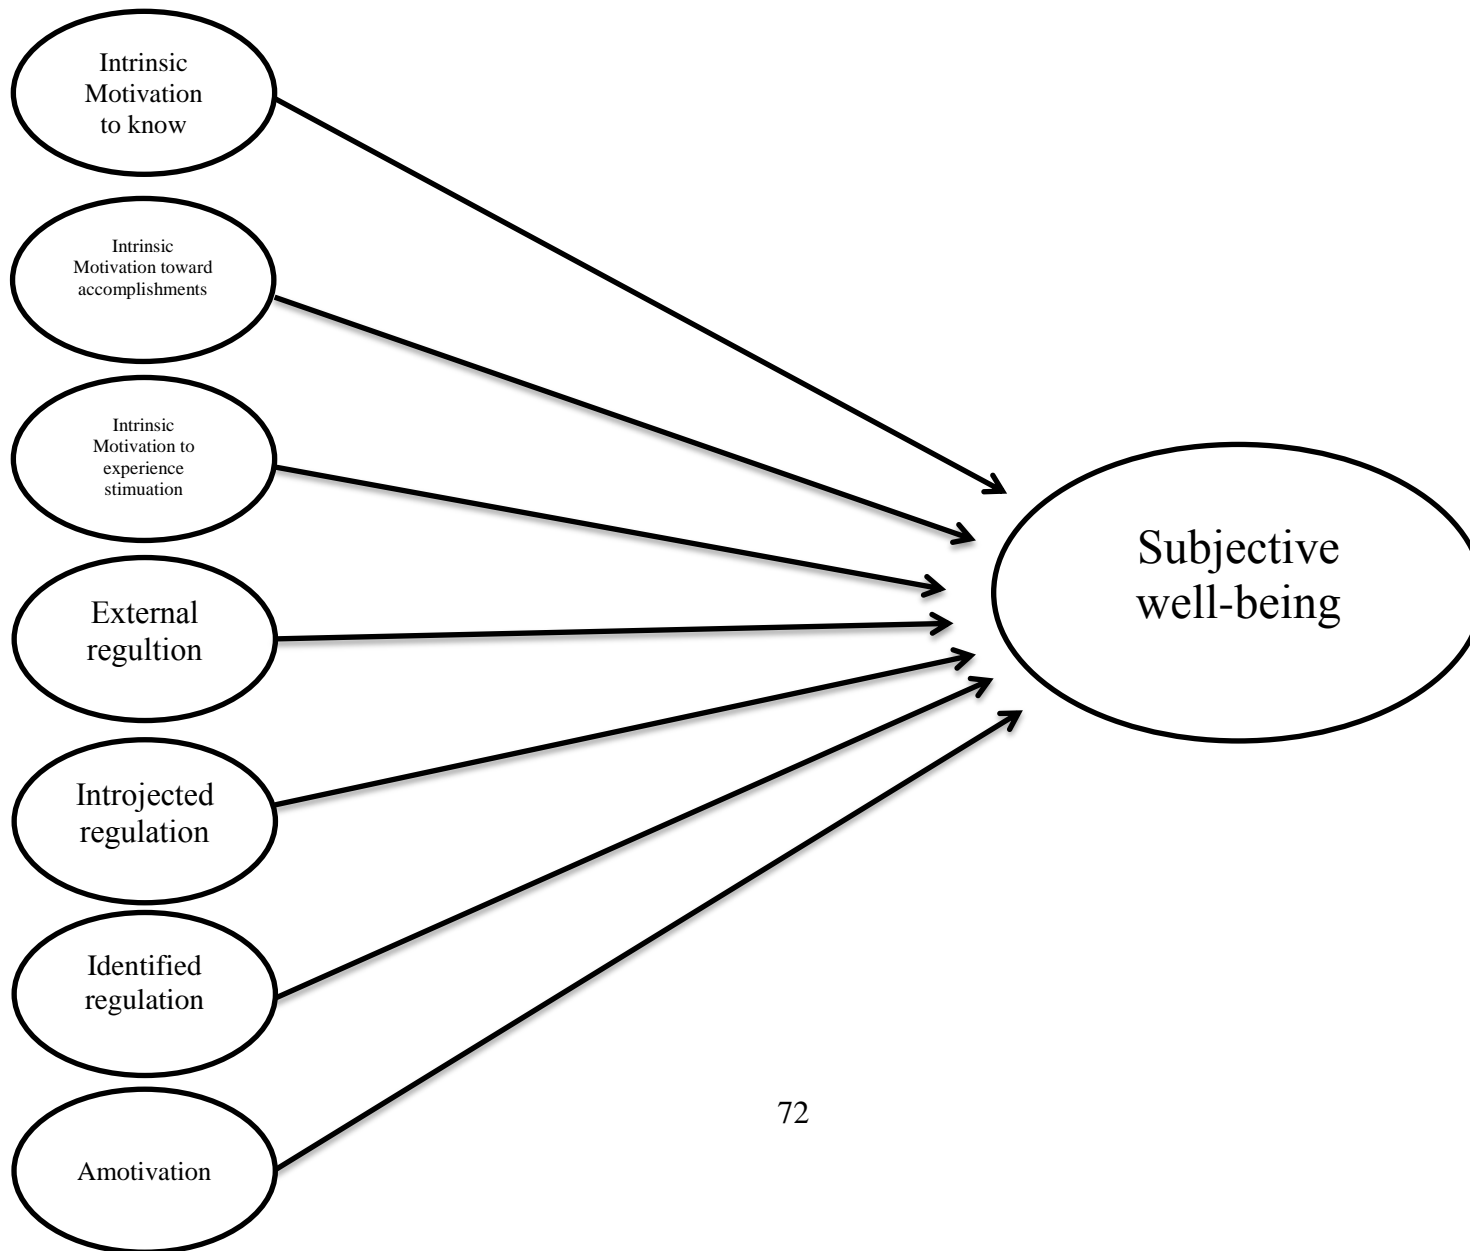 Intrinsic
Motivation
to know
Intrinsic
Motivation toward
accomplishments
Intrinsic
Motivation to
experience
stimuation
External
regultion
Introjected
regulation
Identified
regulation
Amotivation
Subjective
well-being
72